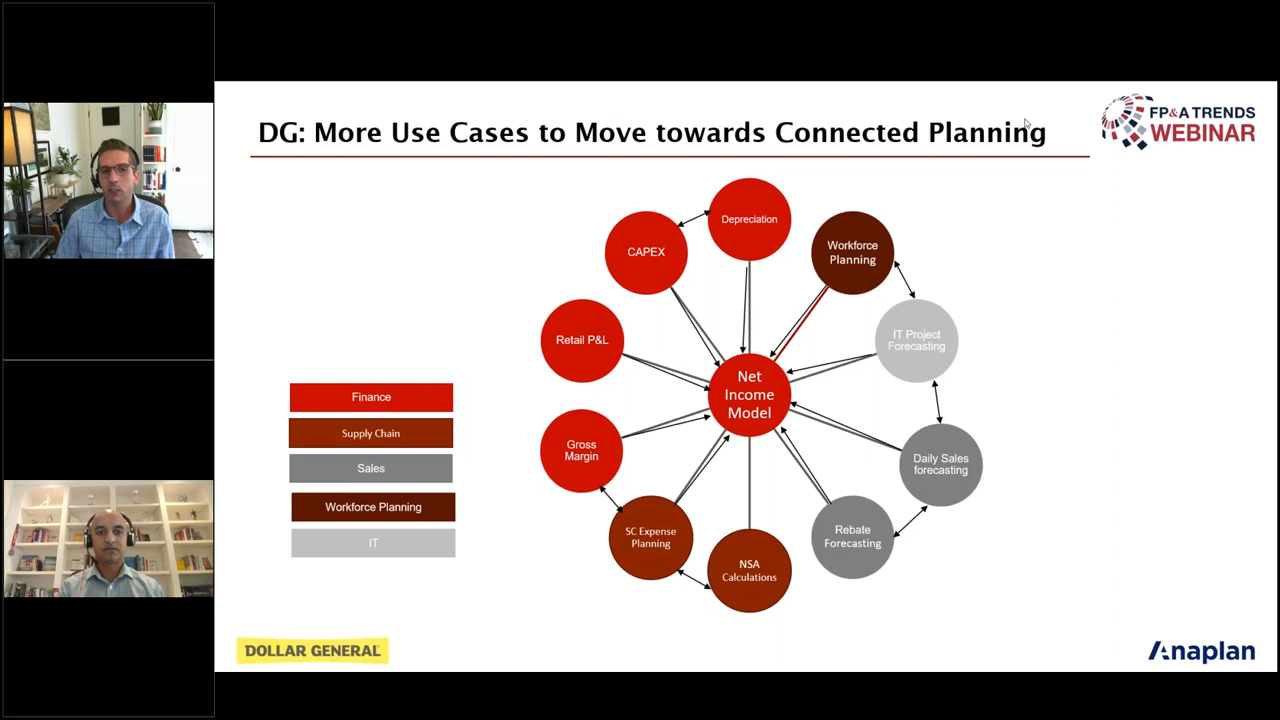 DG: More Use Cases to Move towards Connected Planning
FP&A TRENDS
WEBINAR
Depreciation
CAPEX
Workforce
Planning
Retail P&L
IT Project
Forecasting
Net
Income
Model
Finance
Supply Chain
Sales
Workforce Planning
IT
Gross
Margin
Daily Sales
forecasting
SC Expense
Planning
Rebate
Forecasting
NSA
Calculations
DOLLAR GENERAL
Anaplan